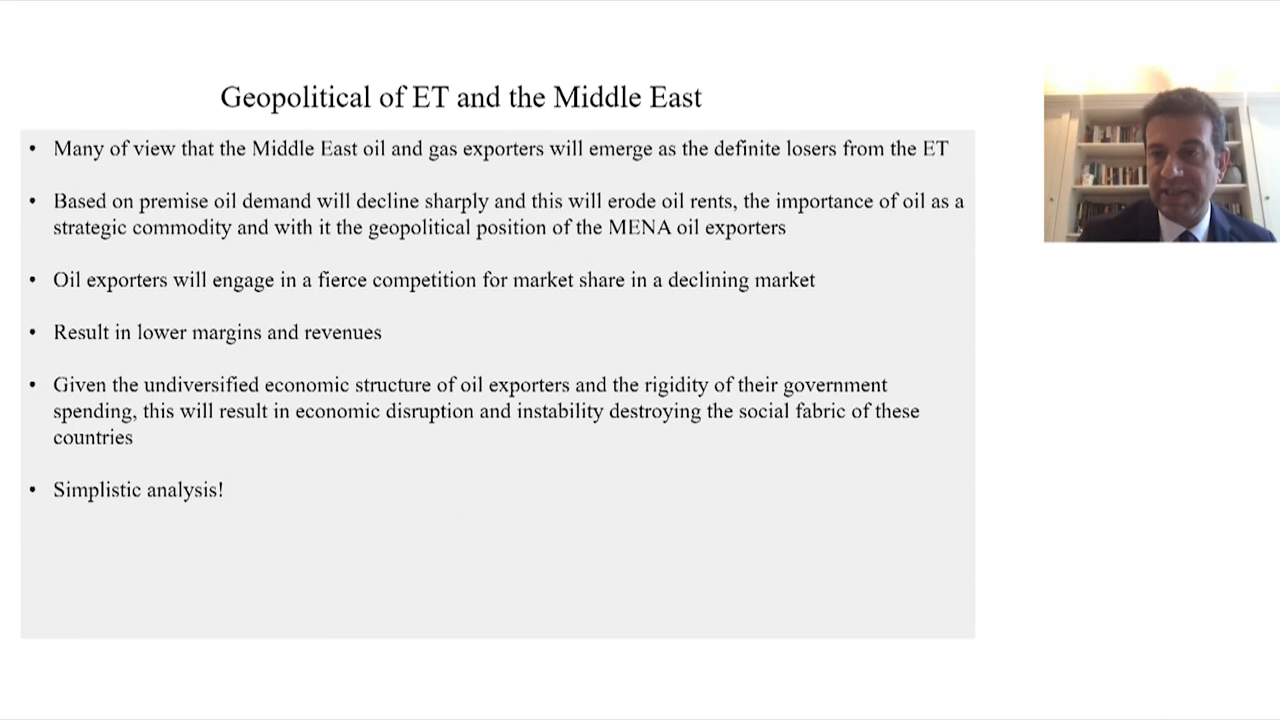 Geopolitical of ET and the Middle East
• Many of view that the Middle East oil and gas exporters will emerge as the definite losers from the ET
• Based on premise oil demand will decline sharply and this will erode oil rents, the importance of oil as a
strategic commodity and with it the geopolitical position of the MENA oil exporters
• Oil exporters will engage in a fierce competition for market share in a declining market
• Result in lower margins and revenues
• Given the undiversified economic structure of oil exporters and the rigidity of their government
spending, this will result in economic disruption and instability destroying the social fabric of these
countries
• Simplistic analysis!